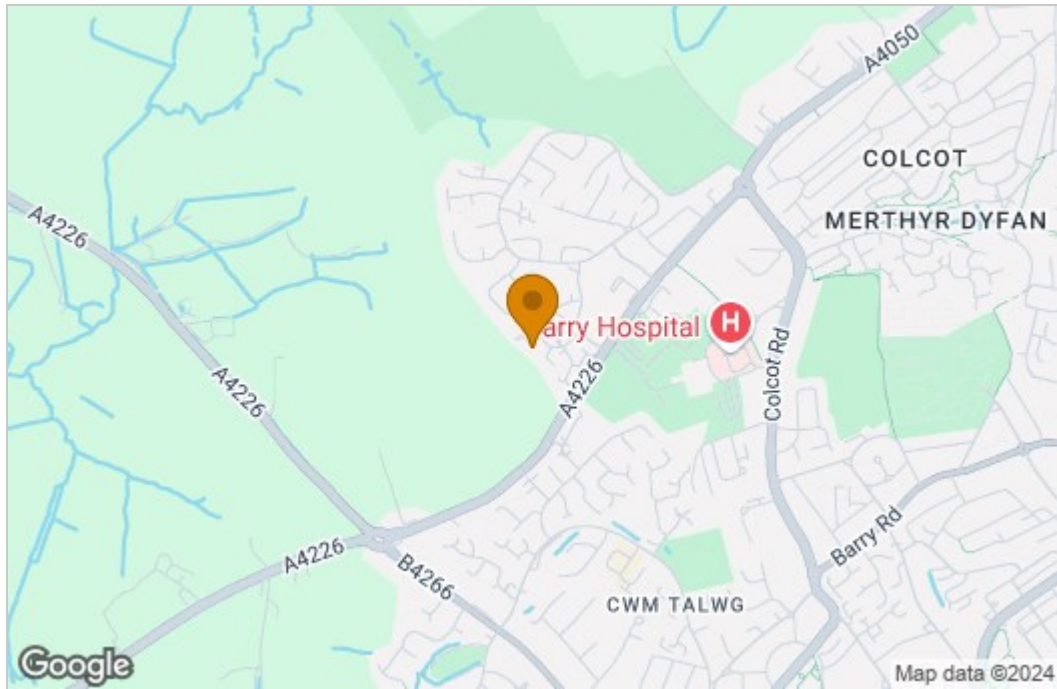 A4050
COLCOT
MERTHYR DYFAN
A4226
arry Hospital
H
A4226
Colcot Rd
A4226
Barry Rd
A4226
B4266
CWM TALWG
Google
Map data ©2024